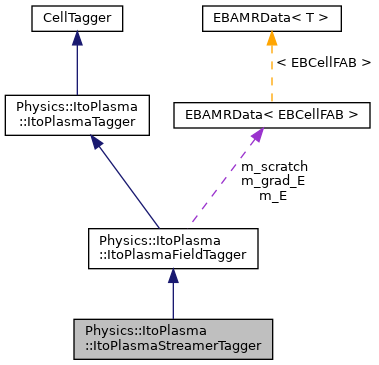 CellTagger
EBAMRData< T >
< EBCellFAB >
Physics::ItoPlasma
::ItoPlasmaTagger
EBAMRData< EBCellFAB >
m_scratch
m_grad_E
m_E
Physics::ItoPlasma
::ItoPlasmaFieldTagger
Physics::ItoPlasma
::ItoPlasmaStreamerTagger